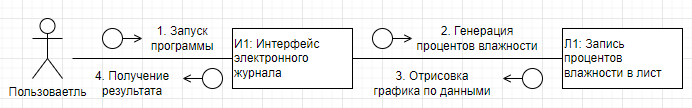 1. Запуск
программы
Пользоваетль
4. Получение
результата
И1: Интерфейс
электронного
журнала
2. Генерация
процентов влажности
3. Отрисовка
графика по данными
Л1: Запись
процентов
влажности в лист